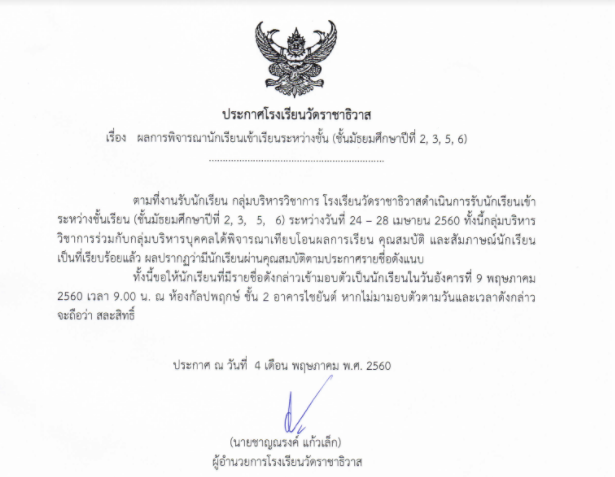 ประกาศโรงเรียนวัดราชาธิวาส
เรื่อง ผลการพิจารณานักเรียนเข้าเรียนระหว่างชั้น (ชั้นมัธยมศึกษาปีที่ 2, 3, 5, 6)
ตามที่งานรับนักเรียน กลุ่มบริหารวิชาการ โรงเรียนวัดราชาธิวาสดำเนินการรับนักเรียนเข้า
ระหว่างชั้นเรียน (ชั้นมัธยมศึกษาปีที่ 2, 3, 5, 6) ระหว่างวันที่ 24 – 28 เมษายน 2560 ทั้งนี้กลุ่มบริหาร
วิชาการร่วมกับกลุ่มบริหารบุคคลได้พิจารณาเทียบโอนผลการเรียน คุณสมบัติ และสัมภาษณ์นักเรียน
เป็นที่เรียบร้อยแล้ว ผลปรากฏว่ามีนักเรียนผ่านคุณสมบัติตามประกาศรายชื่อดังแนบ
ทั้งนี้ขอให้นักเรียนที่มีรายชื่อดังกล่าวเข้ามอบตัวเป็นนักเรียนในวันอังคารที่ 9 พฤษภาคม
2560 เวลา 9.00 น. ณ ห้องกัลปพฤกษ์ ชั้น 2 อาคารไชยันต์ หากไม่มามอบตัวตามวันและเวลาดังกล่าว
จะถือว่า สละสิทธิ์
ประกาศ ณ วันที่ 4 เดือน พฤษภาคม พ.ศ. 2560
(นายชาญณรงค์ แก้วเล็ก)
ผู้อำนวยการโรงเรียนวัดราชาธิวาส